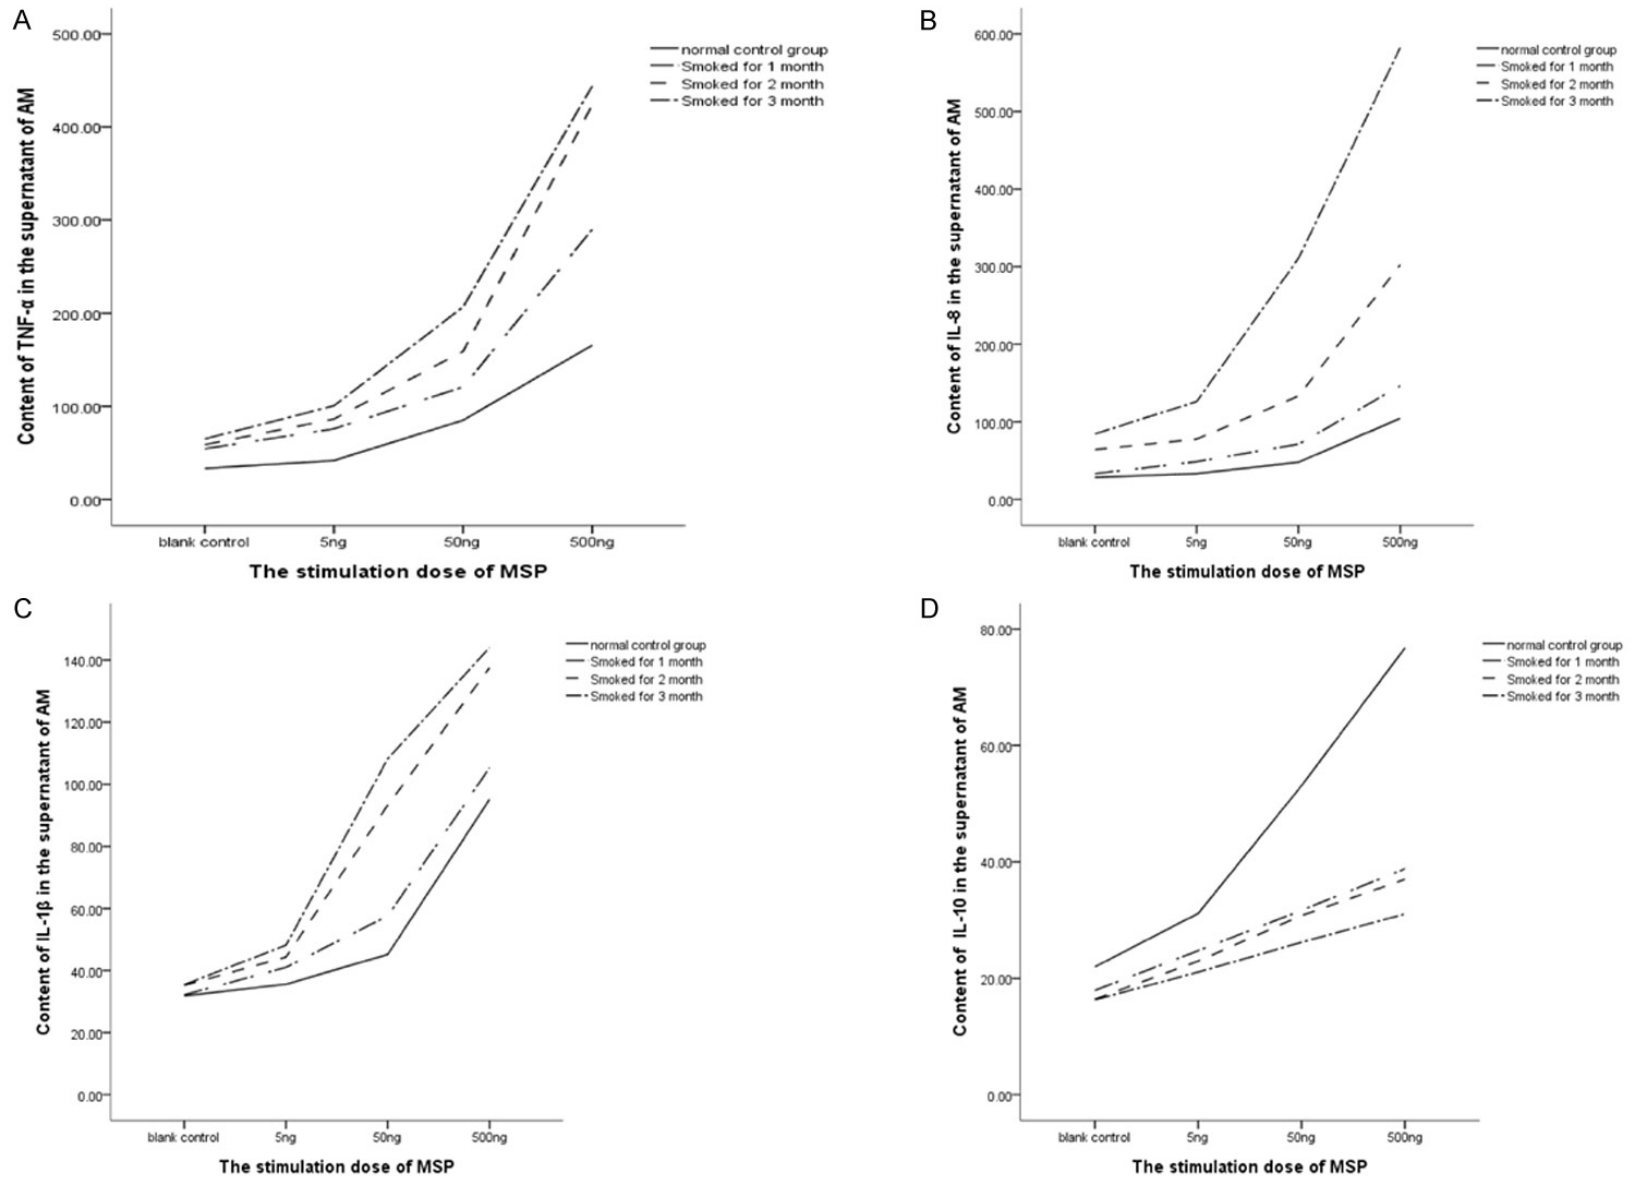 A
500.00
400.00
300.00
200.00
100.00
0.00
Content of TNF-α in the supernatant of AM
normal control group
Smoked for 1 month
Smoked for 2 month
Smoked for 3 month
blank control 5ng 50ng 500ng
The stimulation dose of MSP
B
600.00
500.00
400.00
300.00
200.00
100.00
0.00
Content of IL-8 in the supernatant of AM
normal control group
Smoked for 1 month
Smoked for 2 month
Smoked for 3 month
blank control 5ng 50ng 500ng
The stimulation dose of MSP
C
140.00
120.00
100.00
80.00
60.00
40.00
20.00
0.00
Content of IL-1β in the supernatant of AM
normal control group
Smoked for 1 month
Smoked for 2 month
Smoked for 3 month
blank control 5ng 50ng 500ng
The stimulation dose of MSP
D
80.00
60.00
40.00
20.00
0.00
Content of IL-10 in the supernatant of AM
normal control group
Smoked for 1 month
Smoked for 2 month
Smoked for 3 month
blank control 5ng 50ng 500ng
The stimulation dose of MSP